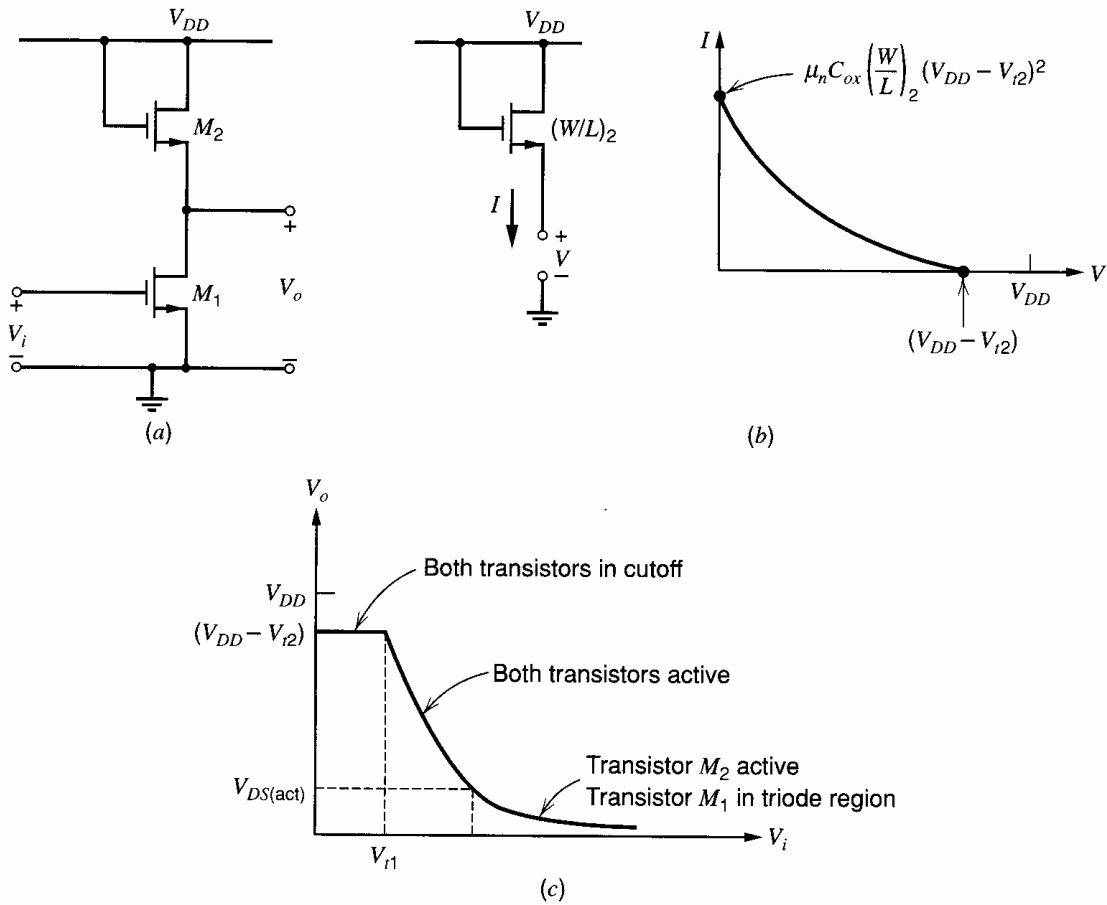 V_DD
M_2
M_1
+
V_i
−
+
V_o
−
(a)
V_DD
(W/L)_2
I
+
V
−
I
μ_n C_ox (W/L)_2 (V_DD − V_t2)^2
V_DD
V
(V_DD − V_t2)
(b)
V_o
V_DD
(V_DD − V_t2)
V_DS(act)
Both transistors in cutoff
Both transistors active
Transistor M_2 active
Transistor M_1 in triode region
V_t1
V_i
(c)